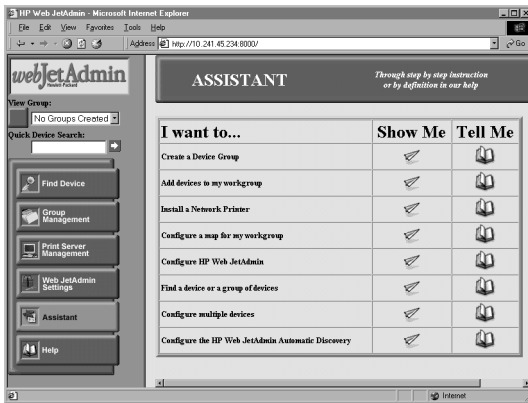 HP Web JetAdmin - Microsoft Internet Explorer
File Edit View Favorites Tools Help
Address http://10.241.45.234:8000/ Go
webJetAdmin
Hewlett-Packard
View Group:
No Groups Created
Quick Device Search:
Find Device
Group
Management
Print Server
Management
Web JetAdmin
Settings
Assistant
Help
ASSISTANT
Through step by step instruction
or by definition in our help
I want to... Show Me Tell Me
Create a Device Group
Add devices to my workgroup
Install a Network Printer
Configure a map for my workgroup
Configure HP Web JetAdmin
Find a device or a group of devices
Configure multiple devices
Configure the HP Web JetAdmin Automatic Discovery
Internet